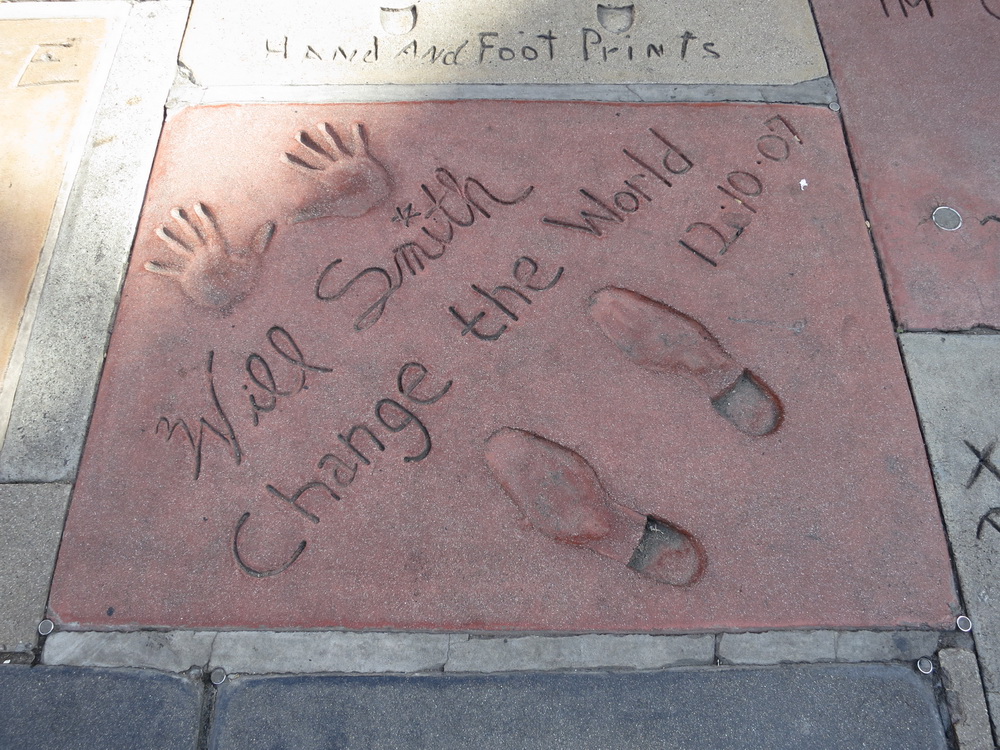 Hand And Foot Prints
Will Smith
Change the World
12.10.07